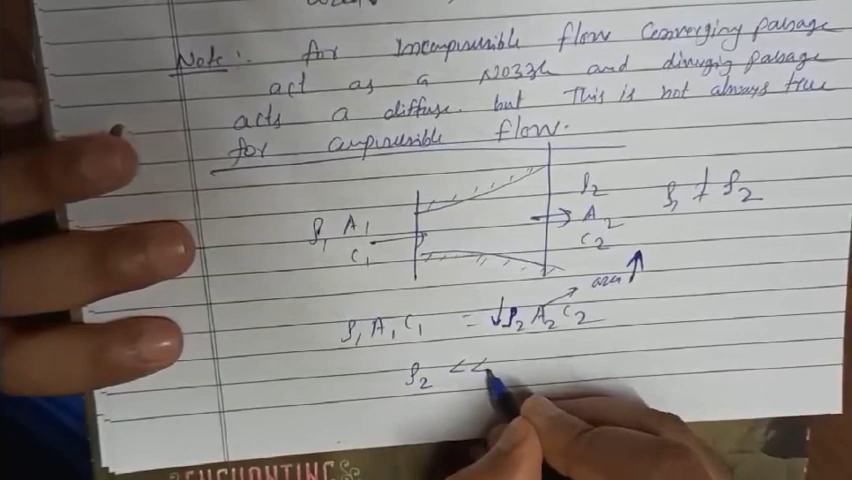 Note :- for Incompressible flow Converging passage
act as a Nozzle and diverging passage
acts a diffuse. but This is not always true
for compressible flow.
ρ1 A1 C1
ρ2 A2 C2
ρ1 ≠ ρ2
area ↑
ρ1 A1 C1 = ↓ρ2 A2 C2
ρ2 <<
ENCHANTING